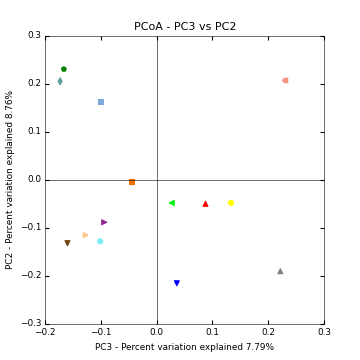 PCoA - PC3 vs PC2
0.3
0.2
0.1
0.0
−0.1
−0.2
−0.3
PC2 - Percent variation explained 8.76%
−0.2 −0.1 0.0 0.1 0.2 0.3
PC3 - Percent variation explained 7.79%